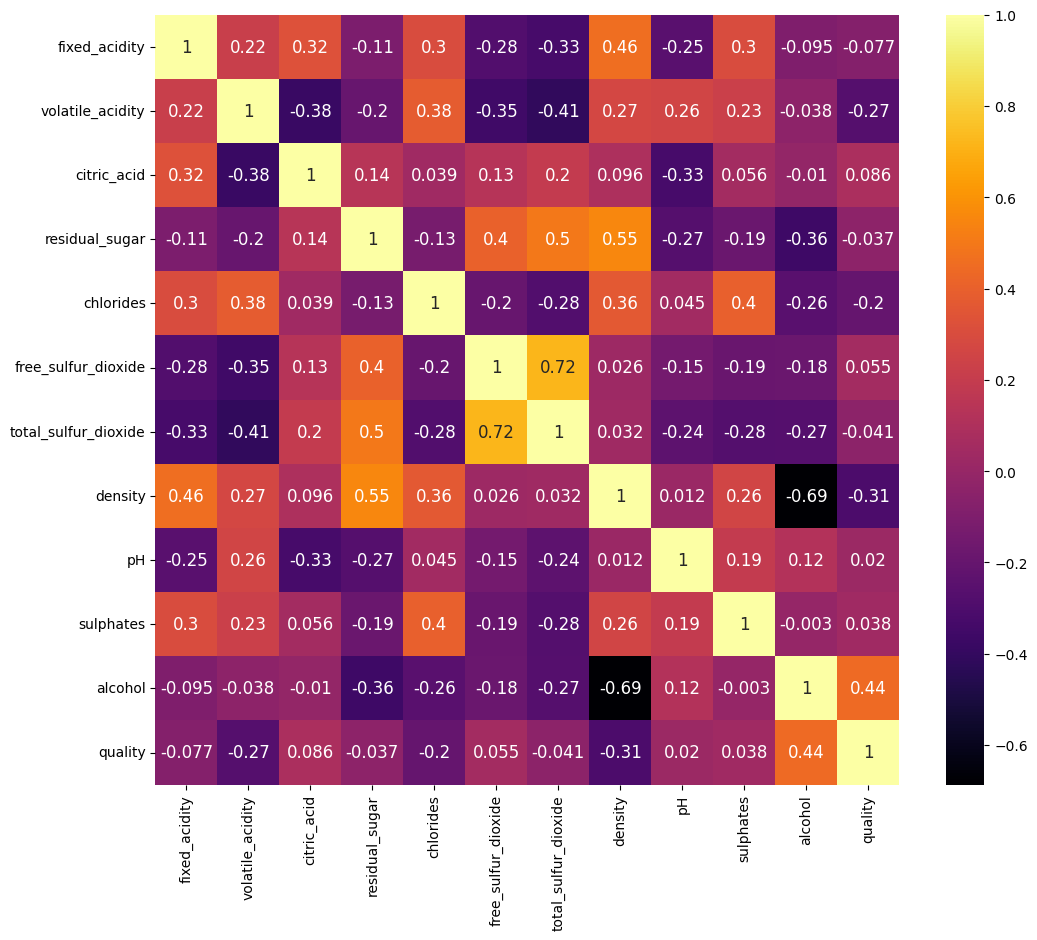 fixed_acidity 1 0.22 0.32 -0.11 0.3 -0.28 -0.33 0.46 -0.25 0.3 -0.095 -0.077
volatile_acidity 0.22 1 -0.38 -0.2 0.38 -0.35 -0.41 0.27 0.26 0.23 -0.038 -0.27
citric_acid 0.32 -0.38 1 0.14 0.039 0.13 0.2 0.096 -0.33 0.056 -0.01 0.086
residual_sugar -0.11 -0.2 0.14 1 -0.13 0.4 0.5 0.55 -0.27 -0.19 -0.36 -0.037
chlorides 0.3 0.38 0.039 -0.13 1 -0.2 -0.28 0.36 0.045 0.4 -0.26 -0.2
free_sulfur_dioxide -0.28 -0.35 0.13 0.4 -0.2 1 0.72 0.026 -0.15 -0.19 -0.18 0.055
total_sulfur_dioxide -0.33 -0.41 0.2 0.5 -0.28 0.72 1 0.032 -0.24 -0.28 -0.27 -0.041
density 0.46 0.27 0.096 0.55 0.36 0.026 0.032 1 0.012 0.26 -0.69 -0.31
pH -0.25 0.26 -0.33 -0.27 0.045 -0.15 -0.24 0.012 1 0.19 0.12 0.02
sulphates 0.3 0.23 0.056 -0.19 0.4 -0.19 -0.28 0.26 0.19 1 -0.003 0.038
alcohol -0.095 -0.038 -0.01 -0.36 -0.26 -0.18 -0.27 -0.69 0.12 -0.003 1 0.44
quality -0.077 -0.27 0.086 -0.037 -0.2 0.055 -0.041 -0.31 0.02 0.038 0.44 1
fixed_acidity
volatile_acidity
citric_acid
residual_sugar
chlorides
free_sulfur_dioxide
total_sulfur_dioxide
density
pH
sulphates
alcohol
quality
1.0
0.8
0.6
0.4
0.2
0.0
−0.2
−0.4
−0.6